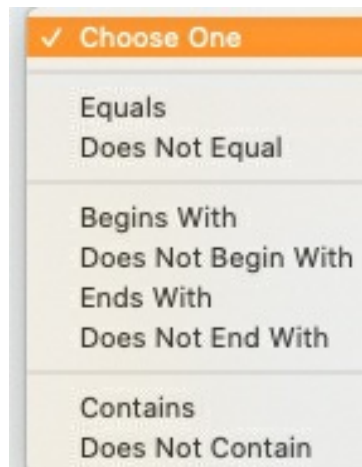 ✓ Choose One
Equals
Does Not Equal
Begins With
Does Not Begin With
Ends With
Does Not End With
Contains
Does Not Contain